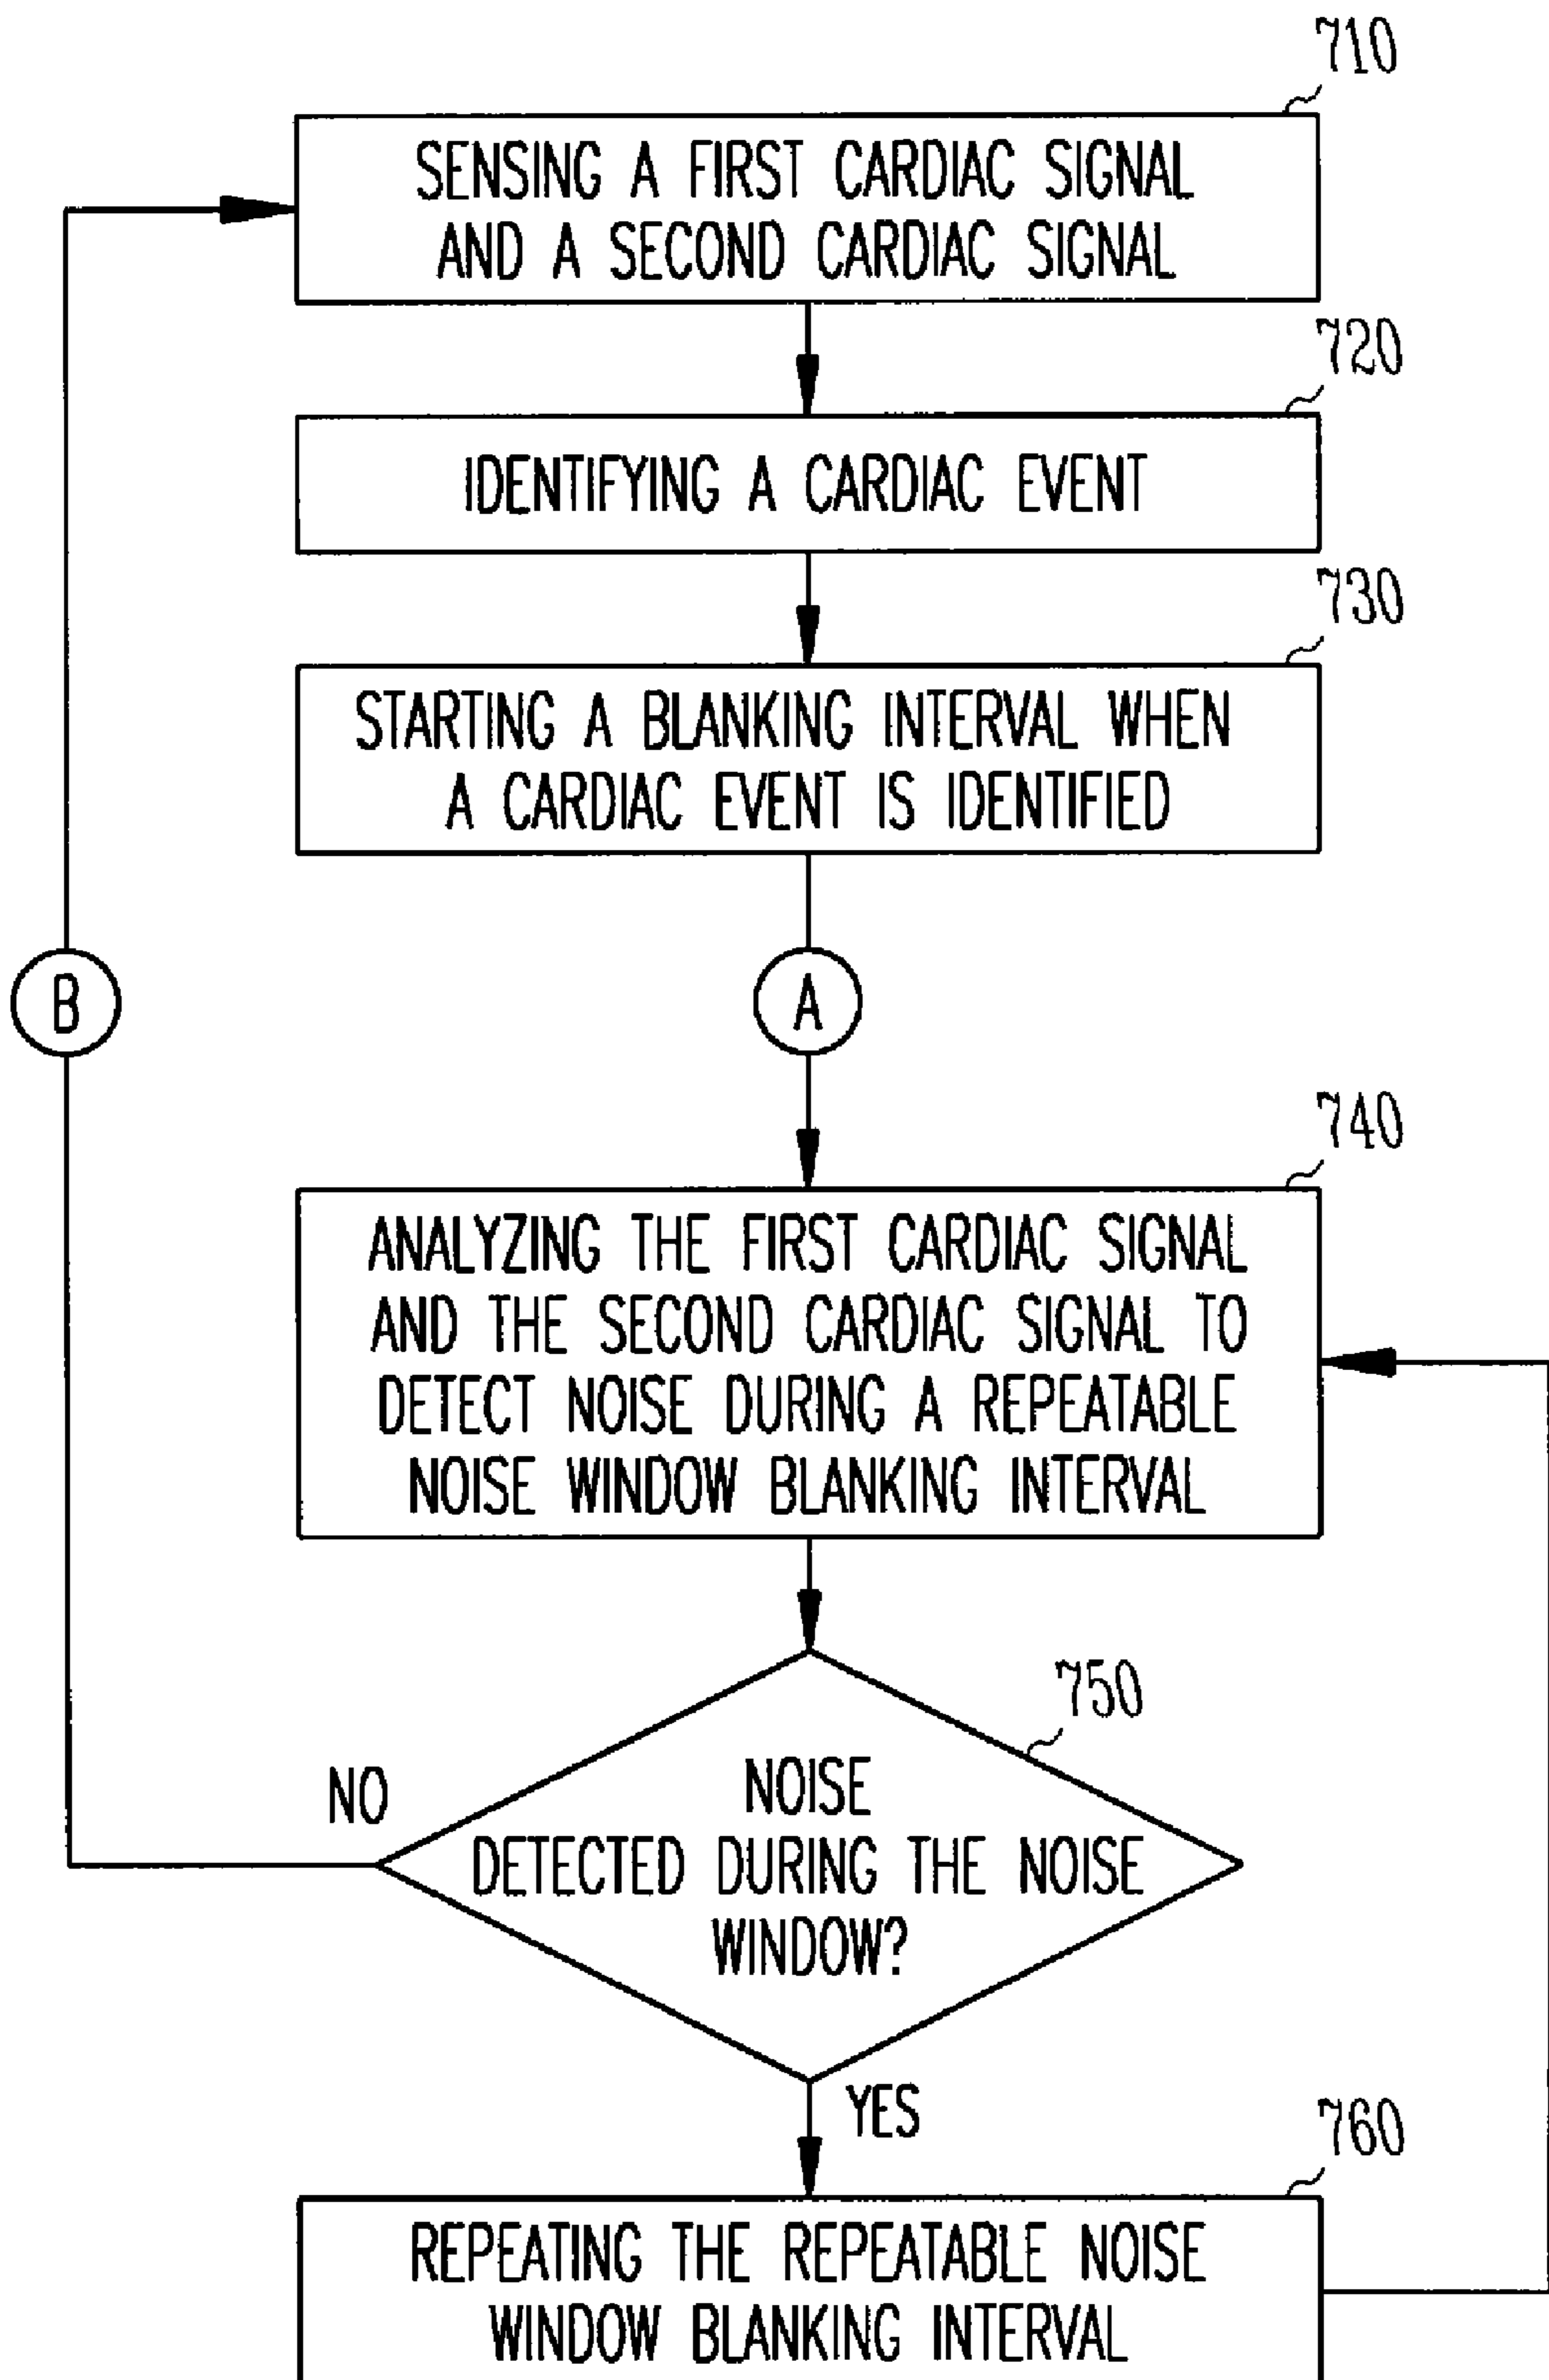 710
SENSING A FIRST CARDIAC SIGNAL
AND A SECOND CARDIAC SIGNAL
720
IDENTIFYING A CARDIAC EVENT
730
STARTING A BLANKING INTERVAL WHEN
A CARDIAC EVENT IS IDENTIFIED
B
A
740
ANALYZING THE FIRST CARDIAC SIGNAL
AND THE SECOND CARDIAC SIGNAL TO
DETECT NOISE DURING A REPEATABLE
NOISE WINDOW BLANKING INTERVAL
750
NO
NOISE
DETECTED DURING THE NOISE
WINDOW?
YES
760
REPEATING THE REPEATABLE NOISE
WINDOW BLANKING INTERVAL